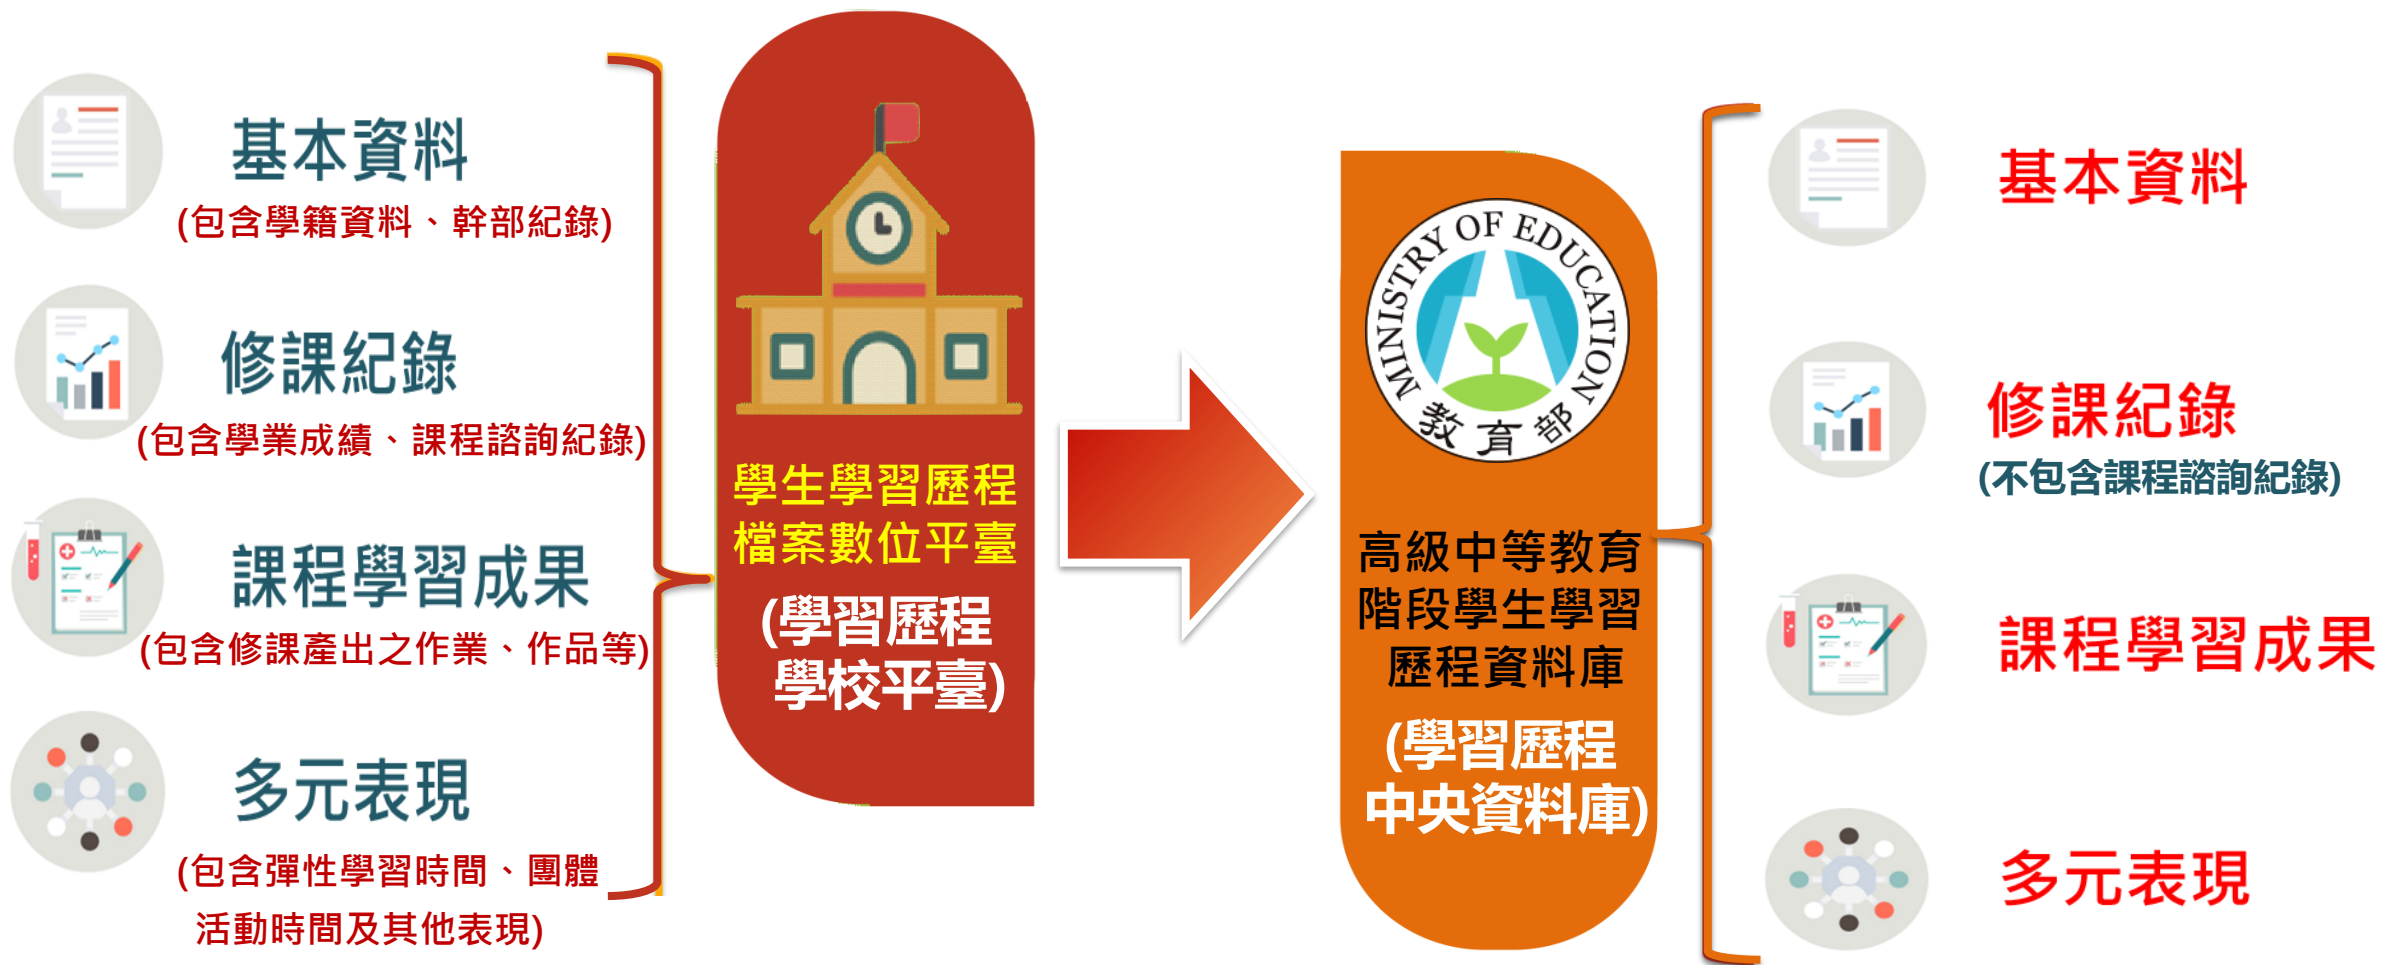 基本資料
(包含學籍資料、幹部紀錄)
修課紀錄
(包含學業成績、課程諮詢紀錄)
課程學習成果
(包含修課產出之作業、作品等)
多元表現
(包含彈性學習時間、團體
活動時間及其他表現)
學生學習歷程
檔案數位平臺
(學習歷程
學校平臺)
MINISTRY OF EDUCATION
教育部
高級中等教育
階段學生學習
歷程資料庫
(學習歷程
中央資料庫)
基本資料
修課紀錄
(不包含課程諮詢紀錄)
課程學習成果
多元表現